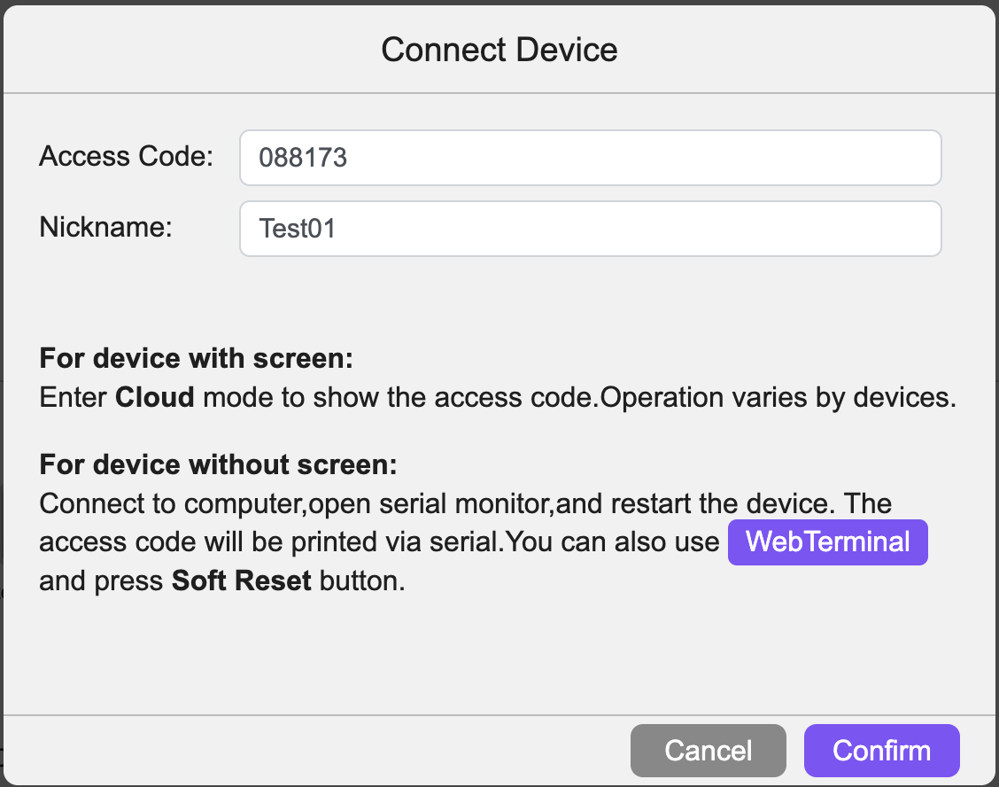 Connect Device
Access Code: 088173
Nickname: Test01
For device with screen:
Enter Cloud mode to show the access code.Operation varies by devices.
For device without screen:
Connect to computer,open serial monitor,and restart the device. The
access code will be printed via serial.You can also use WebTerminal
and press Soft Reset button.
Cancel Confirm